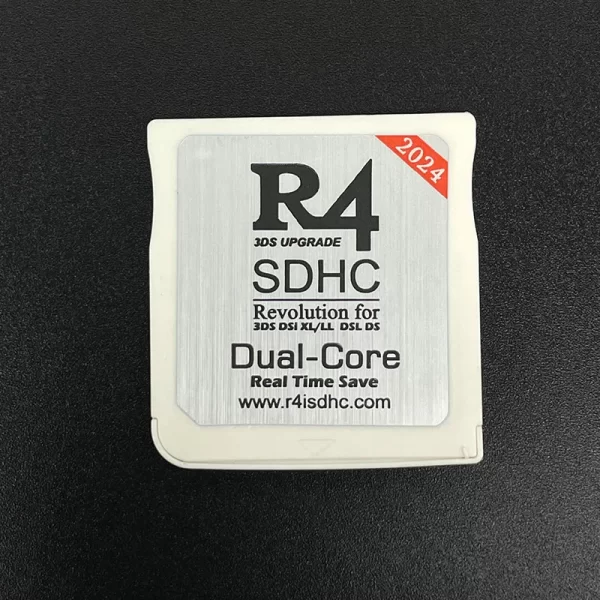 2024
R4
3DS UPGRADE
SDHC
Revolution for
3DS DSi XL/LL DSL DS
Dual-Core
Real Time Save
www.r4isdhc.com